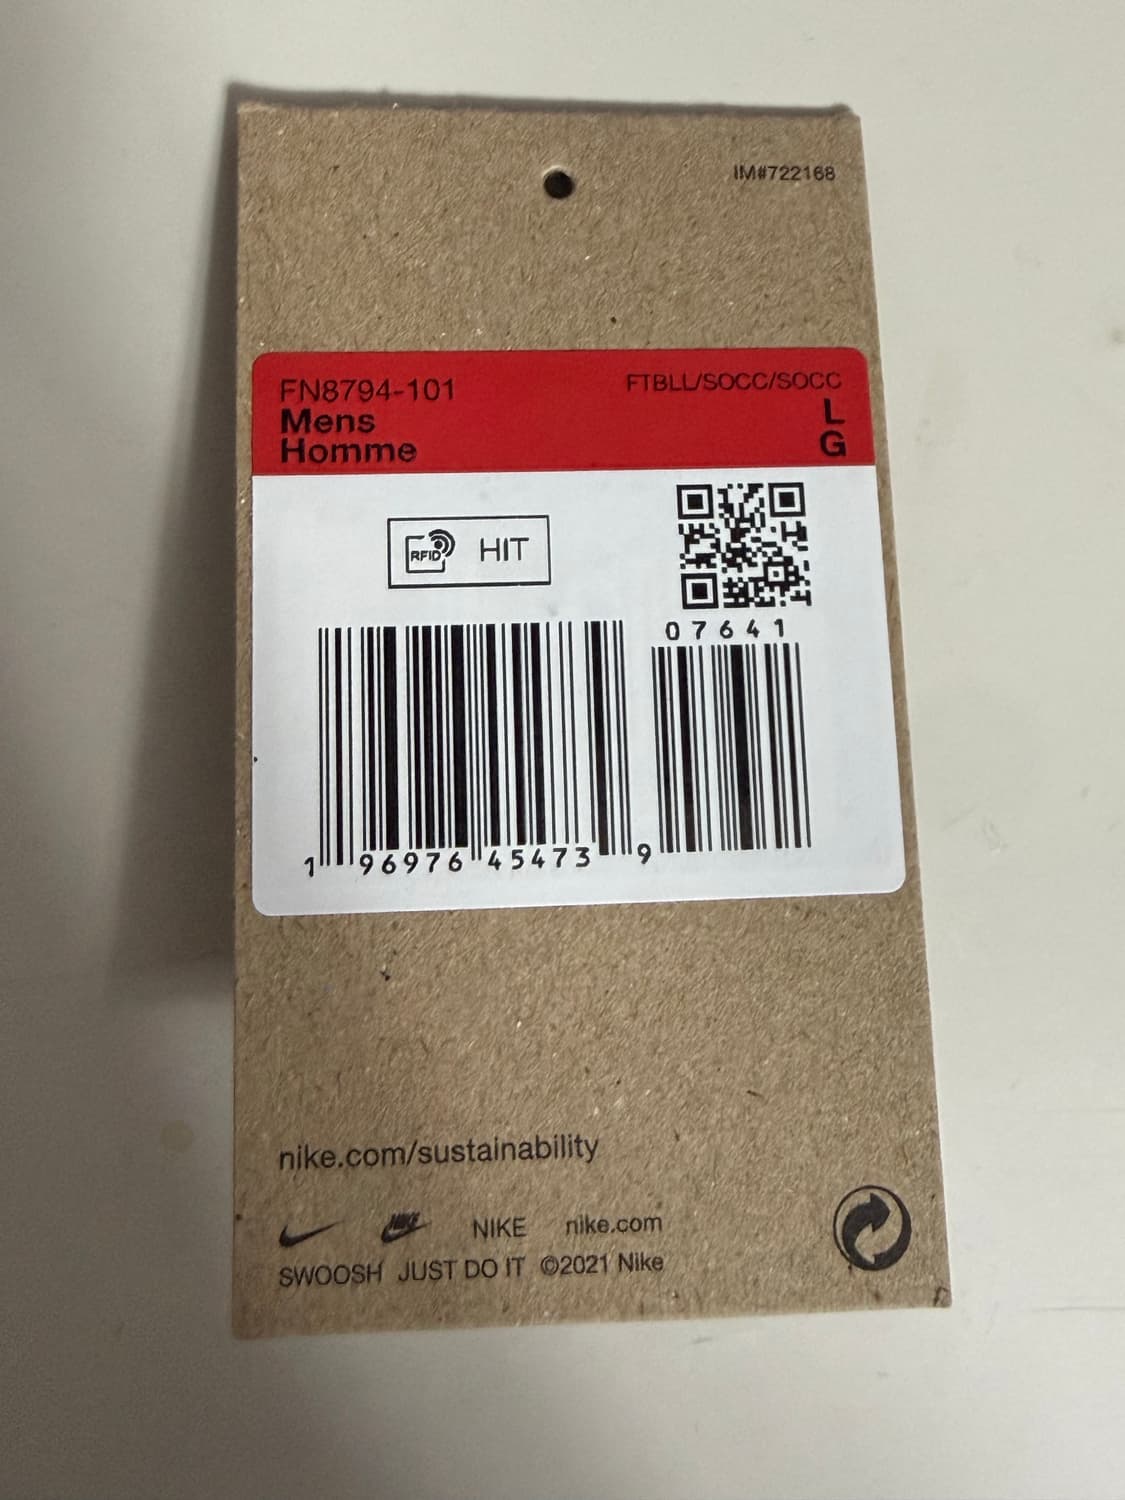 IM#722168
FN8794-101 FTBLL/SOCC/SOCC
Mens L
Homme G
RFID HIT
07641
1 96976 45473 9
nike.com/sustainability
NIKE NIKE nike.com
SWOOSH JUST DO IT ©2021 Nike